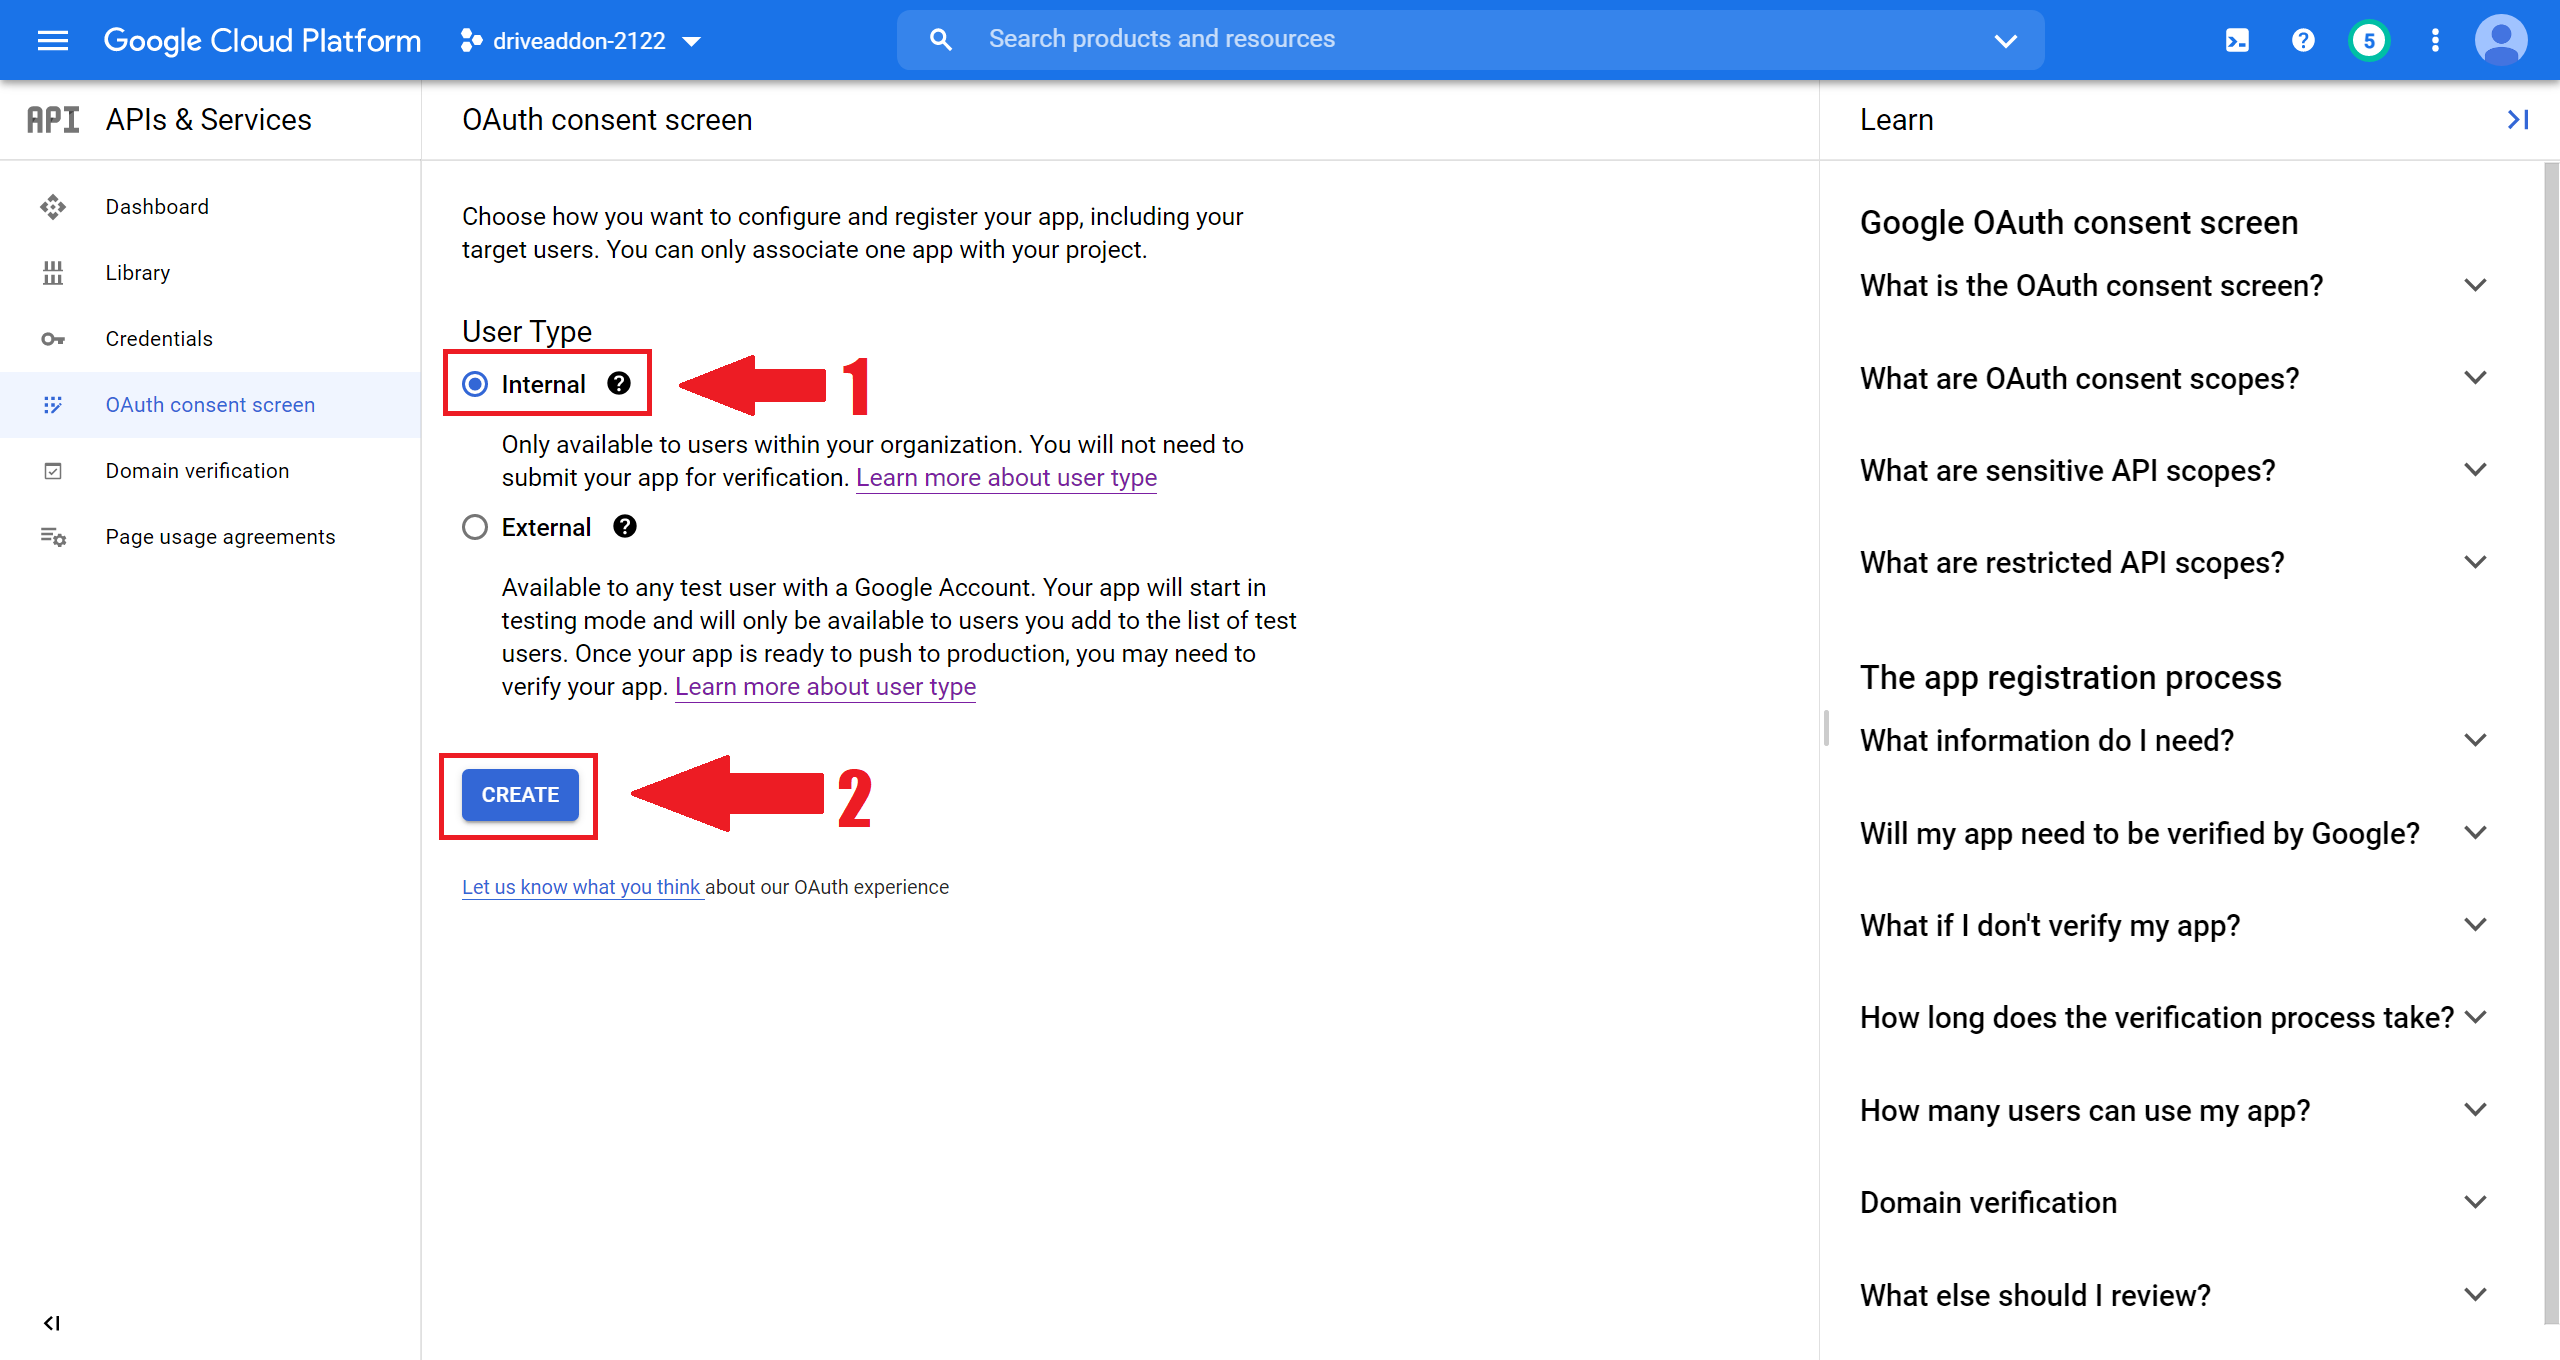 Google Cloud Platform
driveaddon-2122
Search products and resources
5
API APIs & Services
Dashboard
Library
Credentials
OAuth consent screen
Domain verification
Page usage agreements
OAuth consent screen
Choose how you want to configure and register your app, including your
target users. You can only associate one app with your project.
User Type
Internal
1
Only available to users within your organization. You will not need to
submit your app for verification. Learn more about user type
External
Available to any test user with a Google Account. Your app will start in
testing mode and will only be available to users you add to the list of test
users. Once your app is ready to push to production, you may need to
verify your app. Learn more about user type
CREATE
2
Let us know what you think about our OAuth experience
Learn
Google OAuth consent screen
What is the OAuth consent screen?
What are OAuth consent scopes?
What are sensitive API scopes?
What are restricted API scopes?
The app registration process
What information do I need?
Will my app need to be verified by Google?
What if I don't verify my app?
How long does the verification process take?
How many users can use my app?
Domain verification
What else should I review?